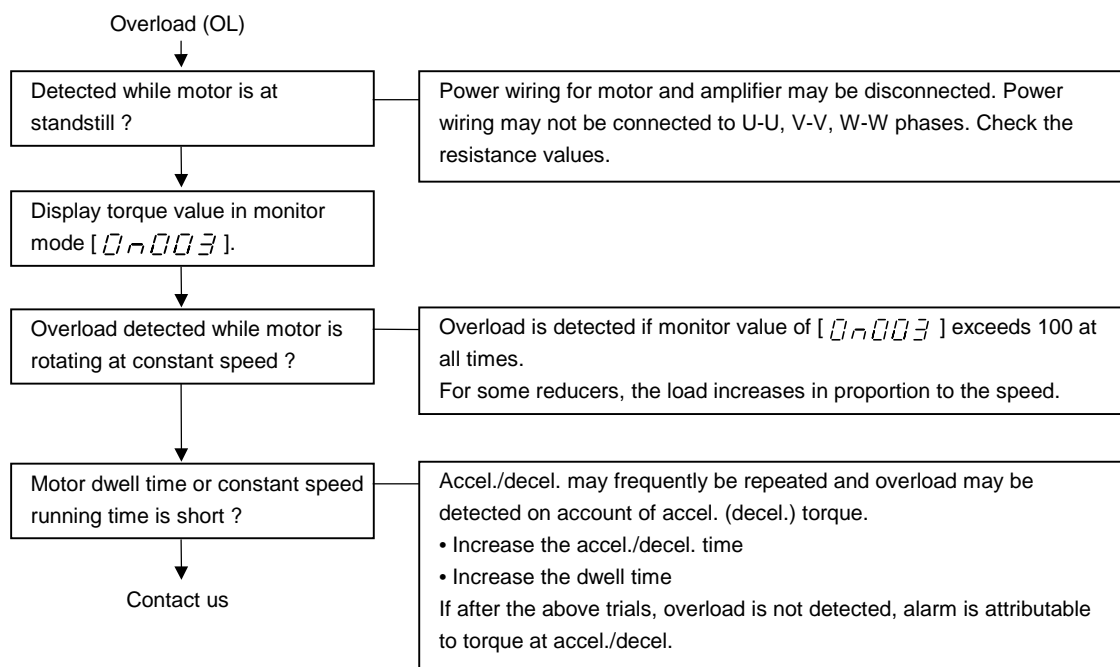 Overload (OL)
Detected while motor is at
standstill ?
Power wiring for motor and amplifier may be disconnected. Power
wiring may not be connected to U-U, V-V, W-W phases. Check the
resistance values.
Display torque value in monitor
mode [ 0n003 ].
Overload detected while motor is
rotating at constant speed ?
Overload is detected if monitor value of [ 0n003 ] exceeds 100 at
all times.
For some reducers, the load increases in proportion to the speed.
Motor dwell time or constant speed
running time is short ?
Accel./decel. may frequently be repeated and overload may be
detected on account of accel. (decel.) torque.
• Increase the accel./decel. time
• Increase the dwell time
If after the above trials, overload is not detected, alarm is attributable
to torque at accel./decel.
Contact us